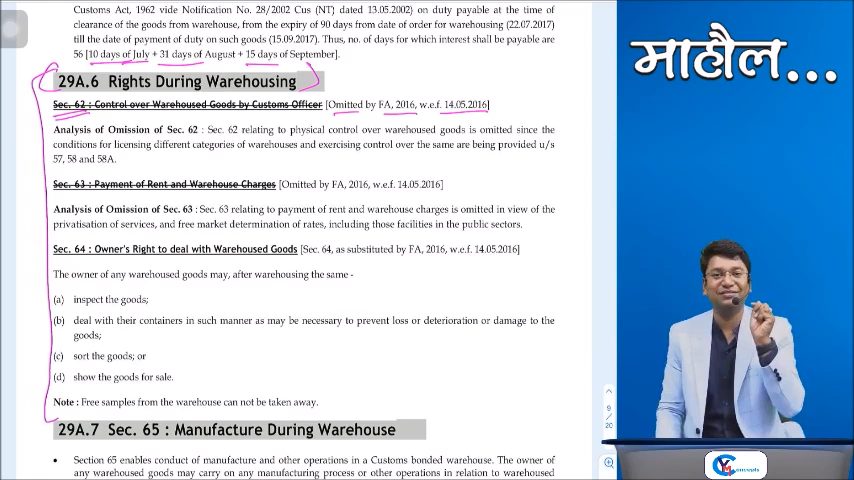 Customs Act, 1962 vide Notification No. 28/2002 Cus (NT) dated 13.05.2002) on duty payable at the time of
clearance of the goods from warehouse, from the expiry of 90 days from date of order for warehousing (22.07.2017)
till the date of payment of duty on such goods (15.09.2017). Thus, no. of days for which interest shall be payable are
56 [10 days of July + 31 days of August + 15 days of September].
29A.6 Rights During Warehousing
Sec. 62 : Control over Warehoused Goods by Customs Officer [Omitted by FA, 2016, w.e.f. 14.05.2016]
Analysis of Omission of Sec. 62 : Sec. 62 relating to physical control over warehoused goods is omitted since the
conditions for licensing different categories of warehouses and exercising control over the same are being provided u/s
57, 58 and 58A.
Sec. 63 : Payment of Rent and Warehouse Charges [Omitted by FA, 2016, w.e.f. 14.05.2016]
Analysis of Omission of Sec. 63 : Sec. 63 relating to payment of rent and warehouse charges is omitted in view of the
privatisation of services, and free market determination of rates, including those facilities in the public sectors.
Sec. 64 : Owner's Right to deal with Warehoused Goods [Sec. 64, as substituted by FA, 2016, w.e.f. 14.05.2016]
The owner of any warehoused goods may, after warehousing the same -
(a) inspect the goods;
(b) deal with their containers in such manner as may be necessary to prevent loss or deterioration or damage to the
goods;
(c) sort the goods; or
(d) show the goods for sale.
Note : Free samples from the warehouse can not be taken away.
29A.7 Sec. 65 : Manufacture During Warehouse
• Section 65 enables conduct of manufacture and other operations in a Customs bonded warehouse. The owner of
any warehoused goods may carry on any manufacturing process or other operations in relation to warehoused
माहौल...
9
20